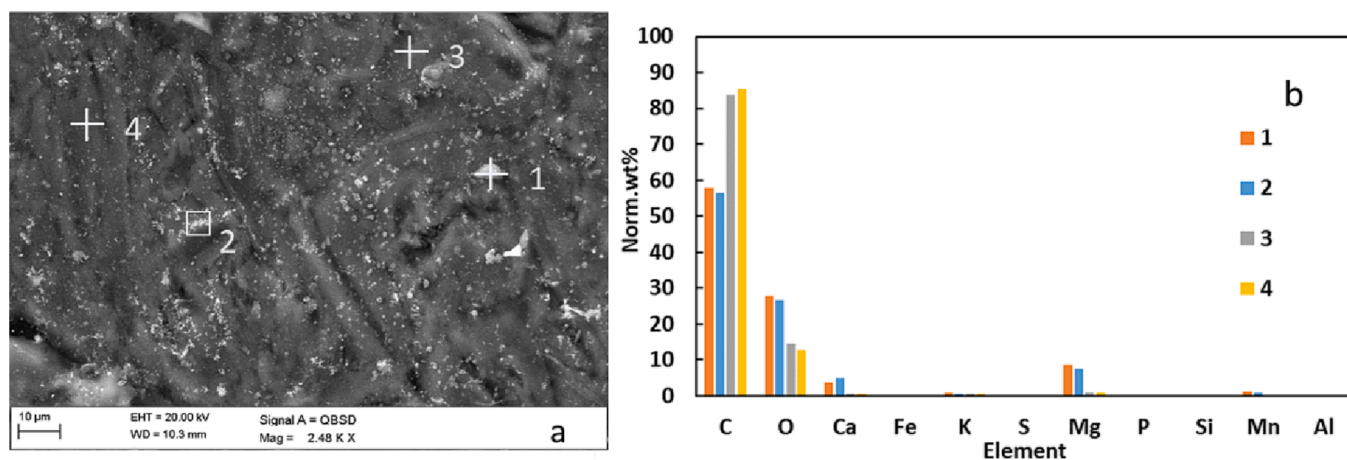 3
4
1
2
10 µm
EHT = 20.00 kV
Signal A = QBSD
WD = 10.3 mm
Mag = 2.48 K X
a
100
90
80
70
60
50
40
30
20
10
0
Norm.wt%
C O Ca Fe K S Mg P Si Mn Al
Element
b
1
2
3
4